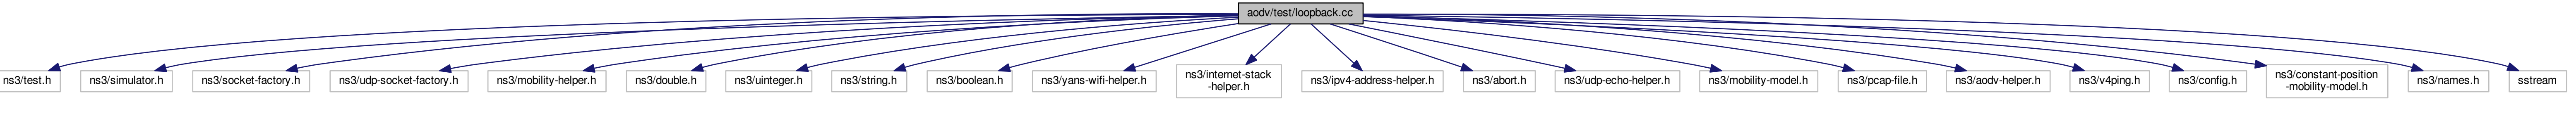 aodv/test/loopback.cc
ns3/test.h
ns3/simulator.h
ns3/socket-factory.h
ns3/udp-socket-factory.h
ns3/mobility-helper.h
ns3/double.h
ns3/uinteger.h
ns3/string.h
ns3/boolean.h
ns3/yans-wifi-helper.h
ns3/internet-stack
-helper.h
ns3/ipv4-address-helper.h
ns3/abort.h
ns3/udp-echo-helper.h
ns3/mobility-model.h
ns3/pcap-file.h
ns3/aodv-helper.h
ns3/v4ping.h
ns3/config.h
ns3/constant-position
-mobility-model.h
ns3/names.h
sstream